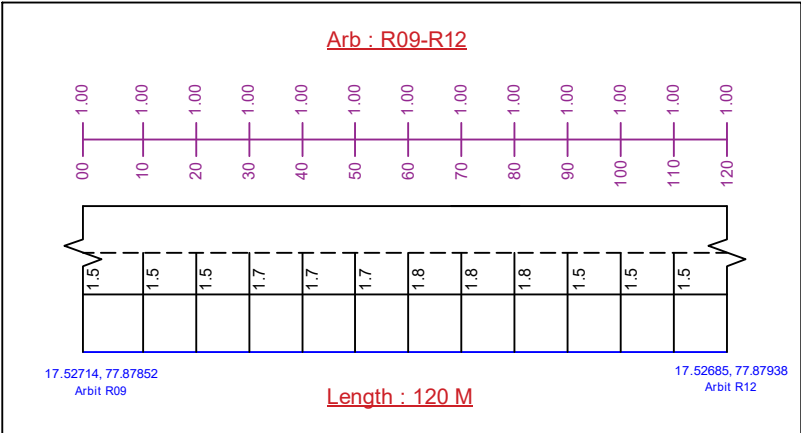 Arb : R09-R12
1.00 1.00 1.00 1.00 1.00 1.00 1.00 1.00 1.00 1.00 1.00 1.00 1.00
00 10 20 30 40 50 60 70 80 90 100 110 120
1.5 1.5 1.5 1.7 1.7 1.7 1.8 1.8 1.8 1.5 1.5 1.5
17.52714, 77.87852
Arbit R09
17.52685, 77.87938
Arbit R12
Length : 120 M